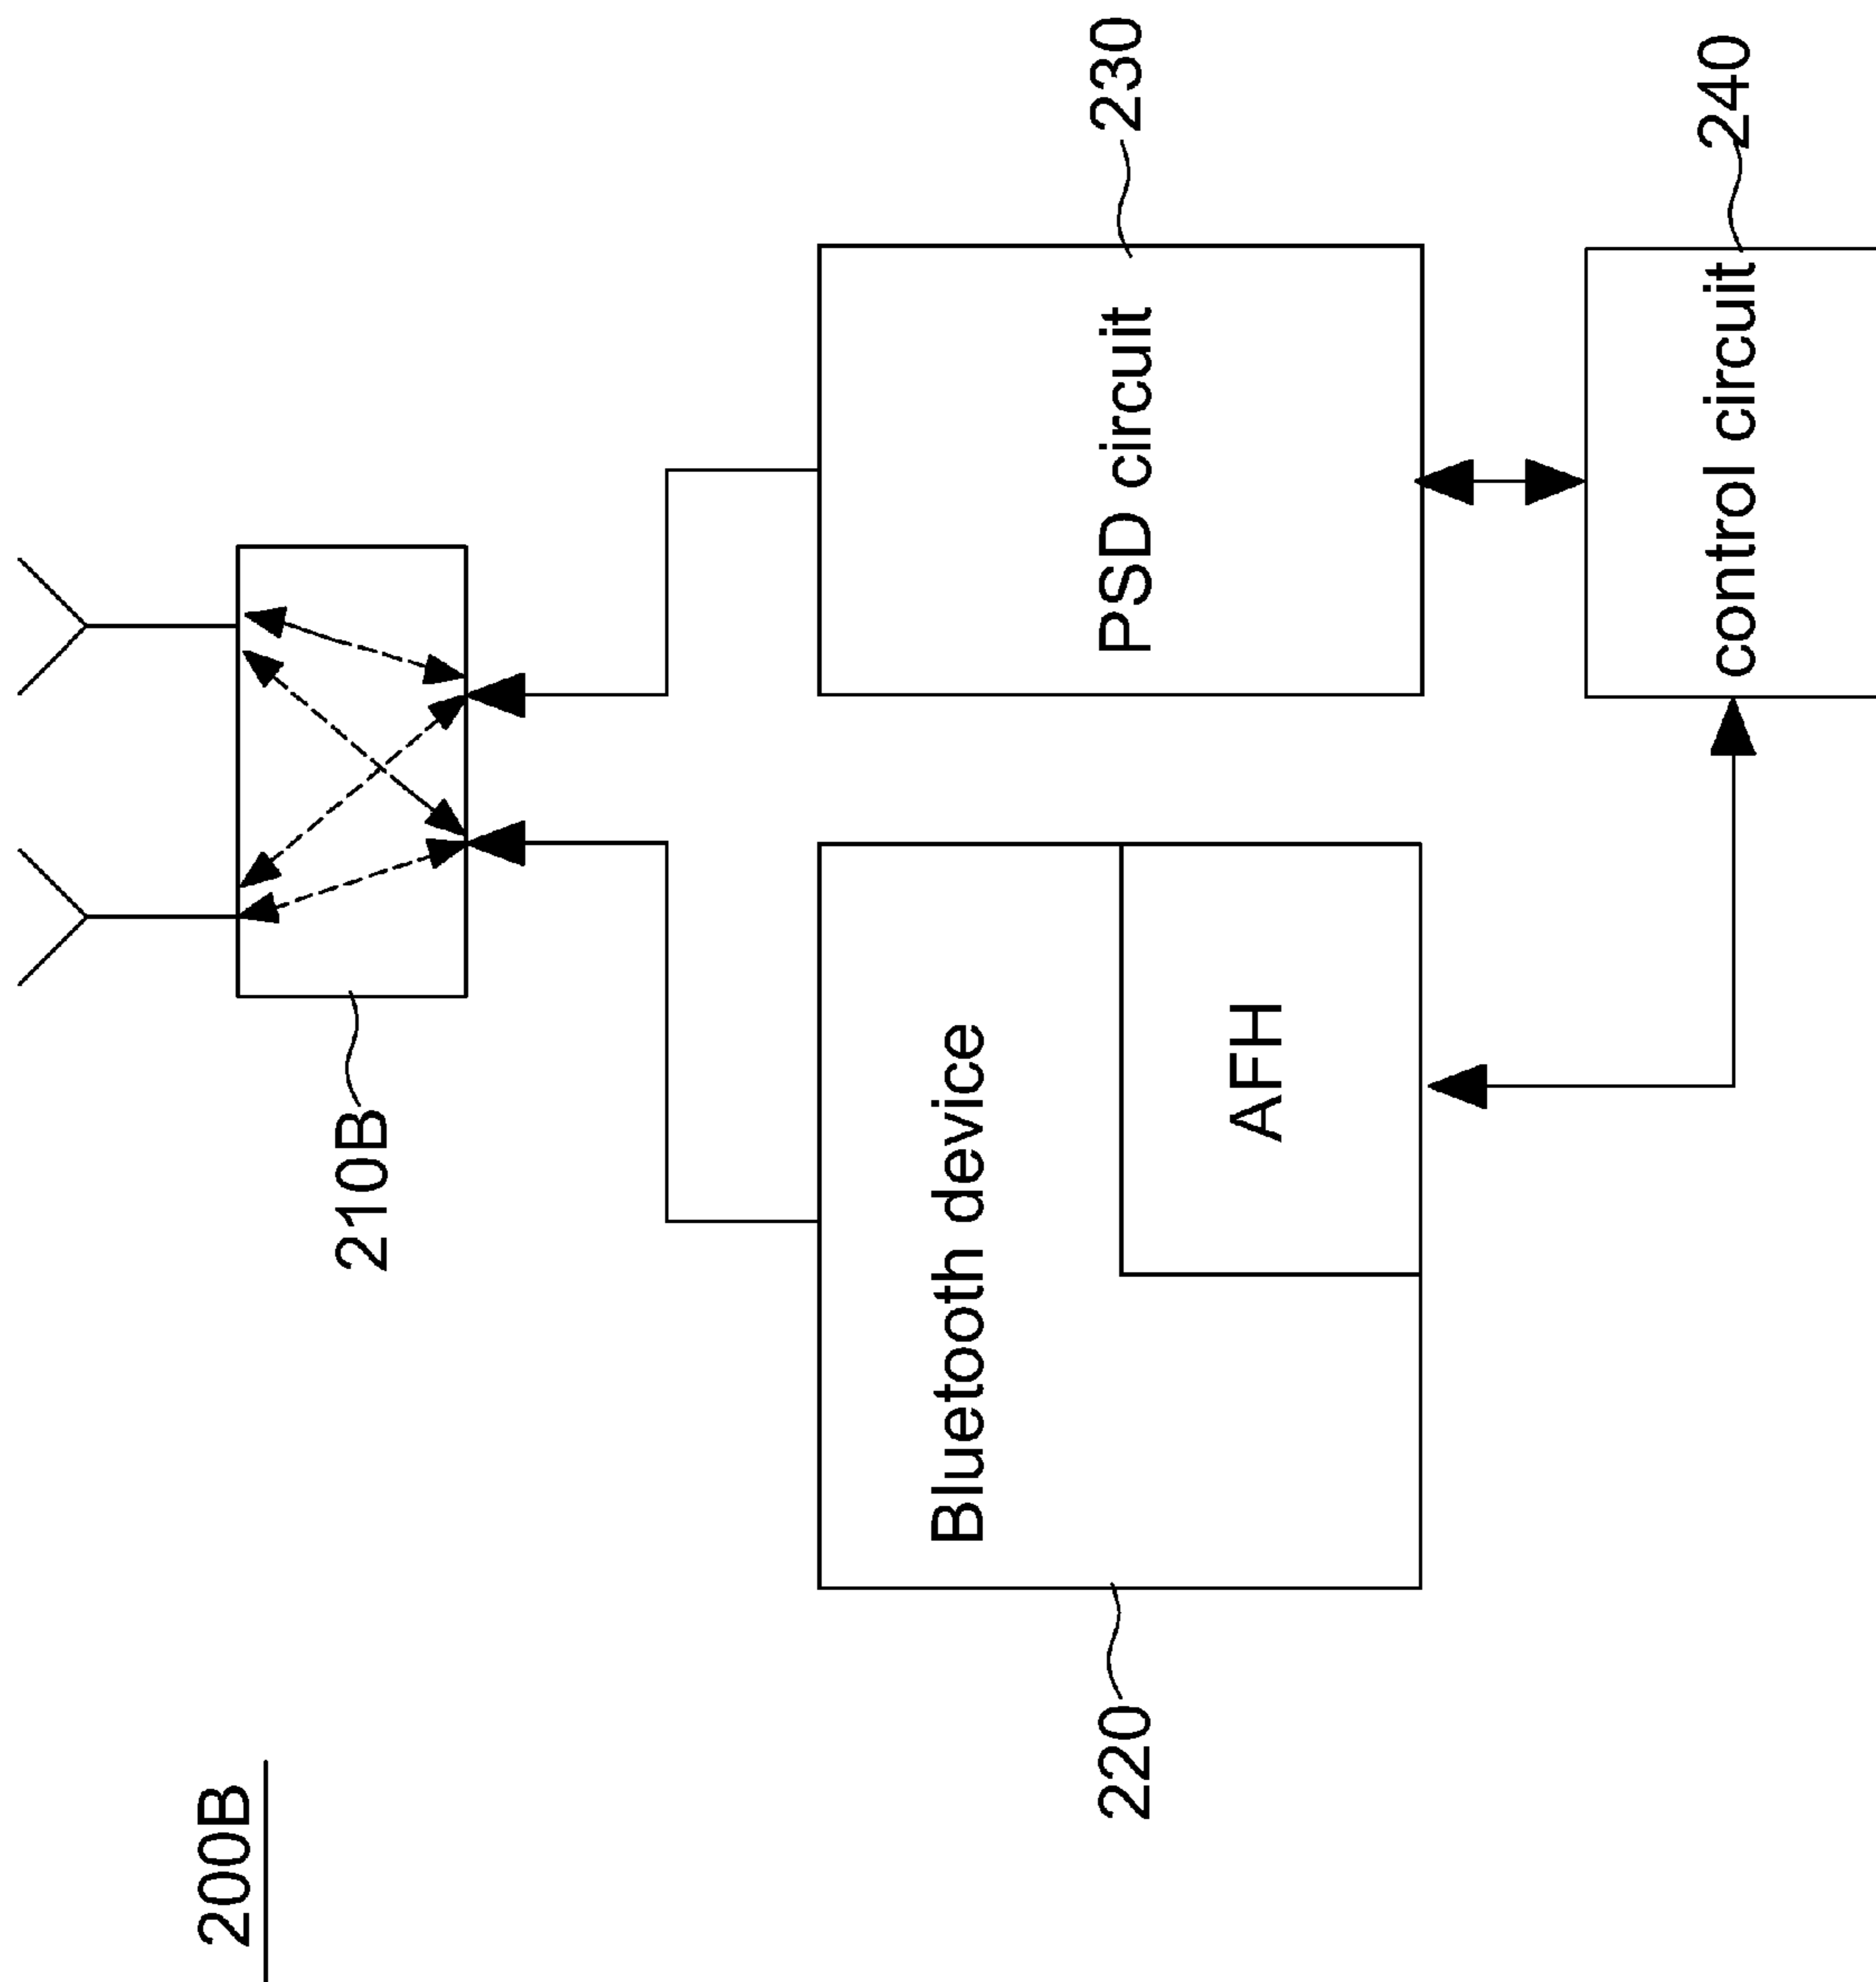 200B
210B
Bluetooth device
AFH
220
PSD circuit
230
control circuit
240